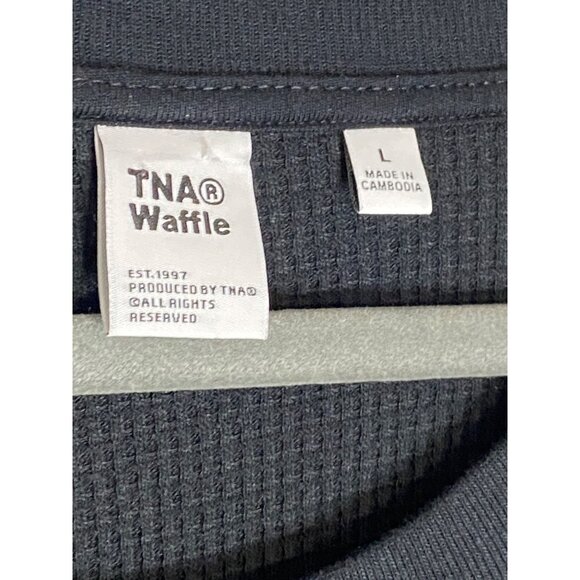 TNA®
Waffle
EST.1997
PRODUCED BY TNA®
©ALL RIGHTS
RESERVED
L
MADE IN
CAMBODIA